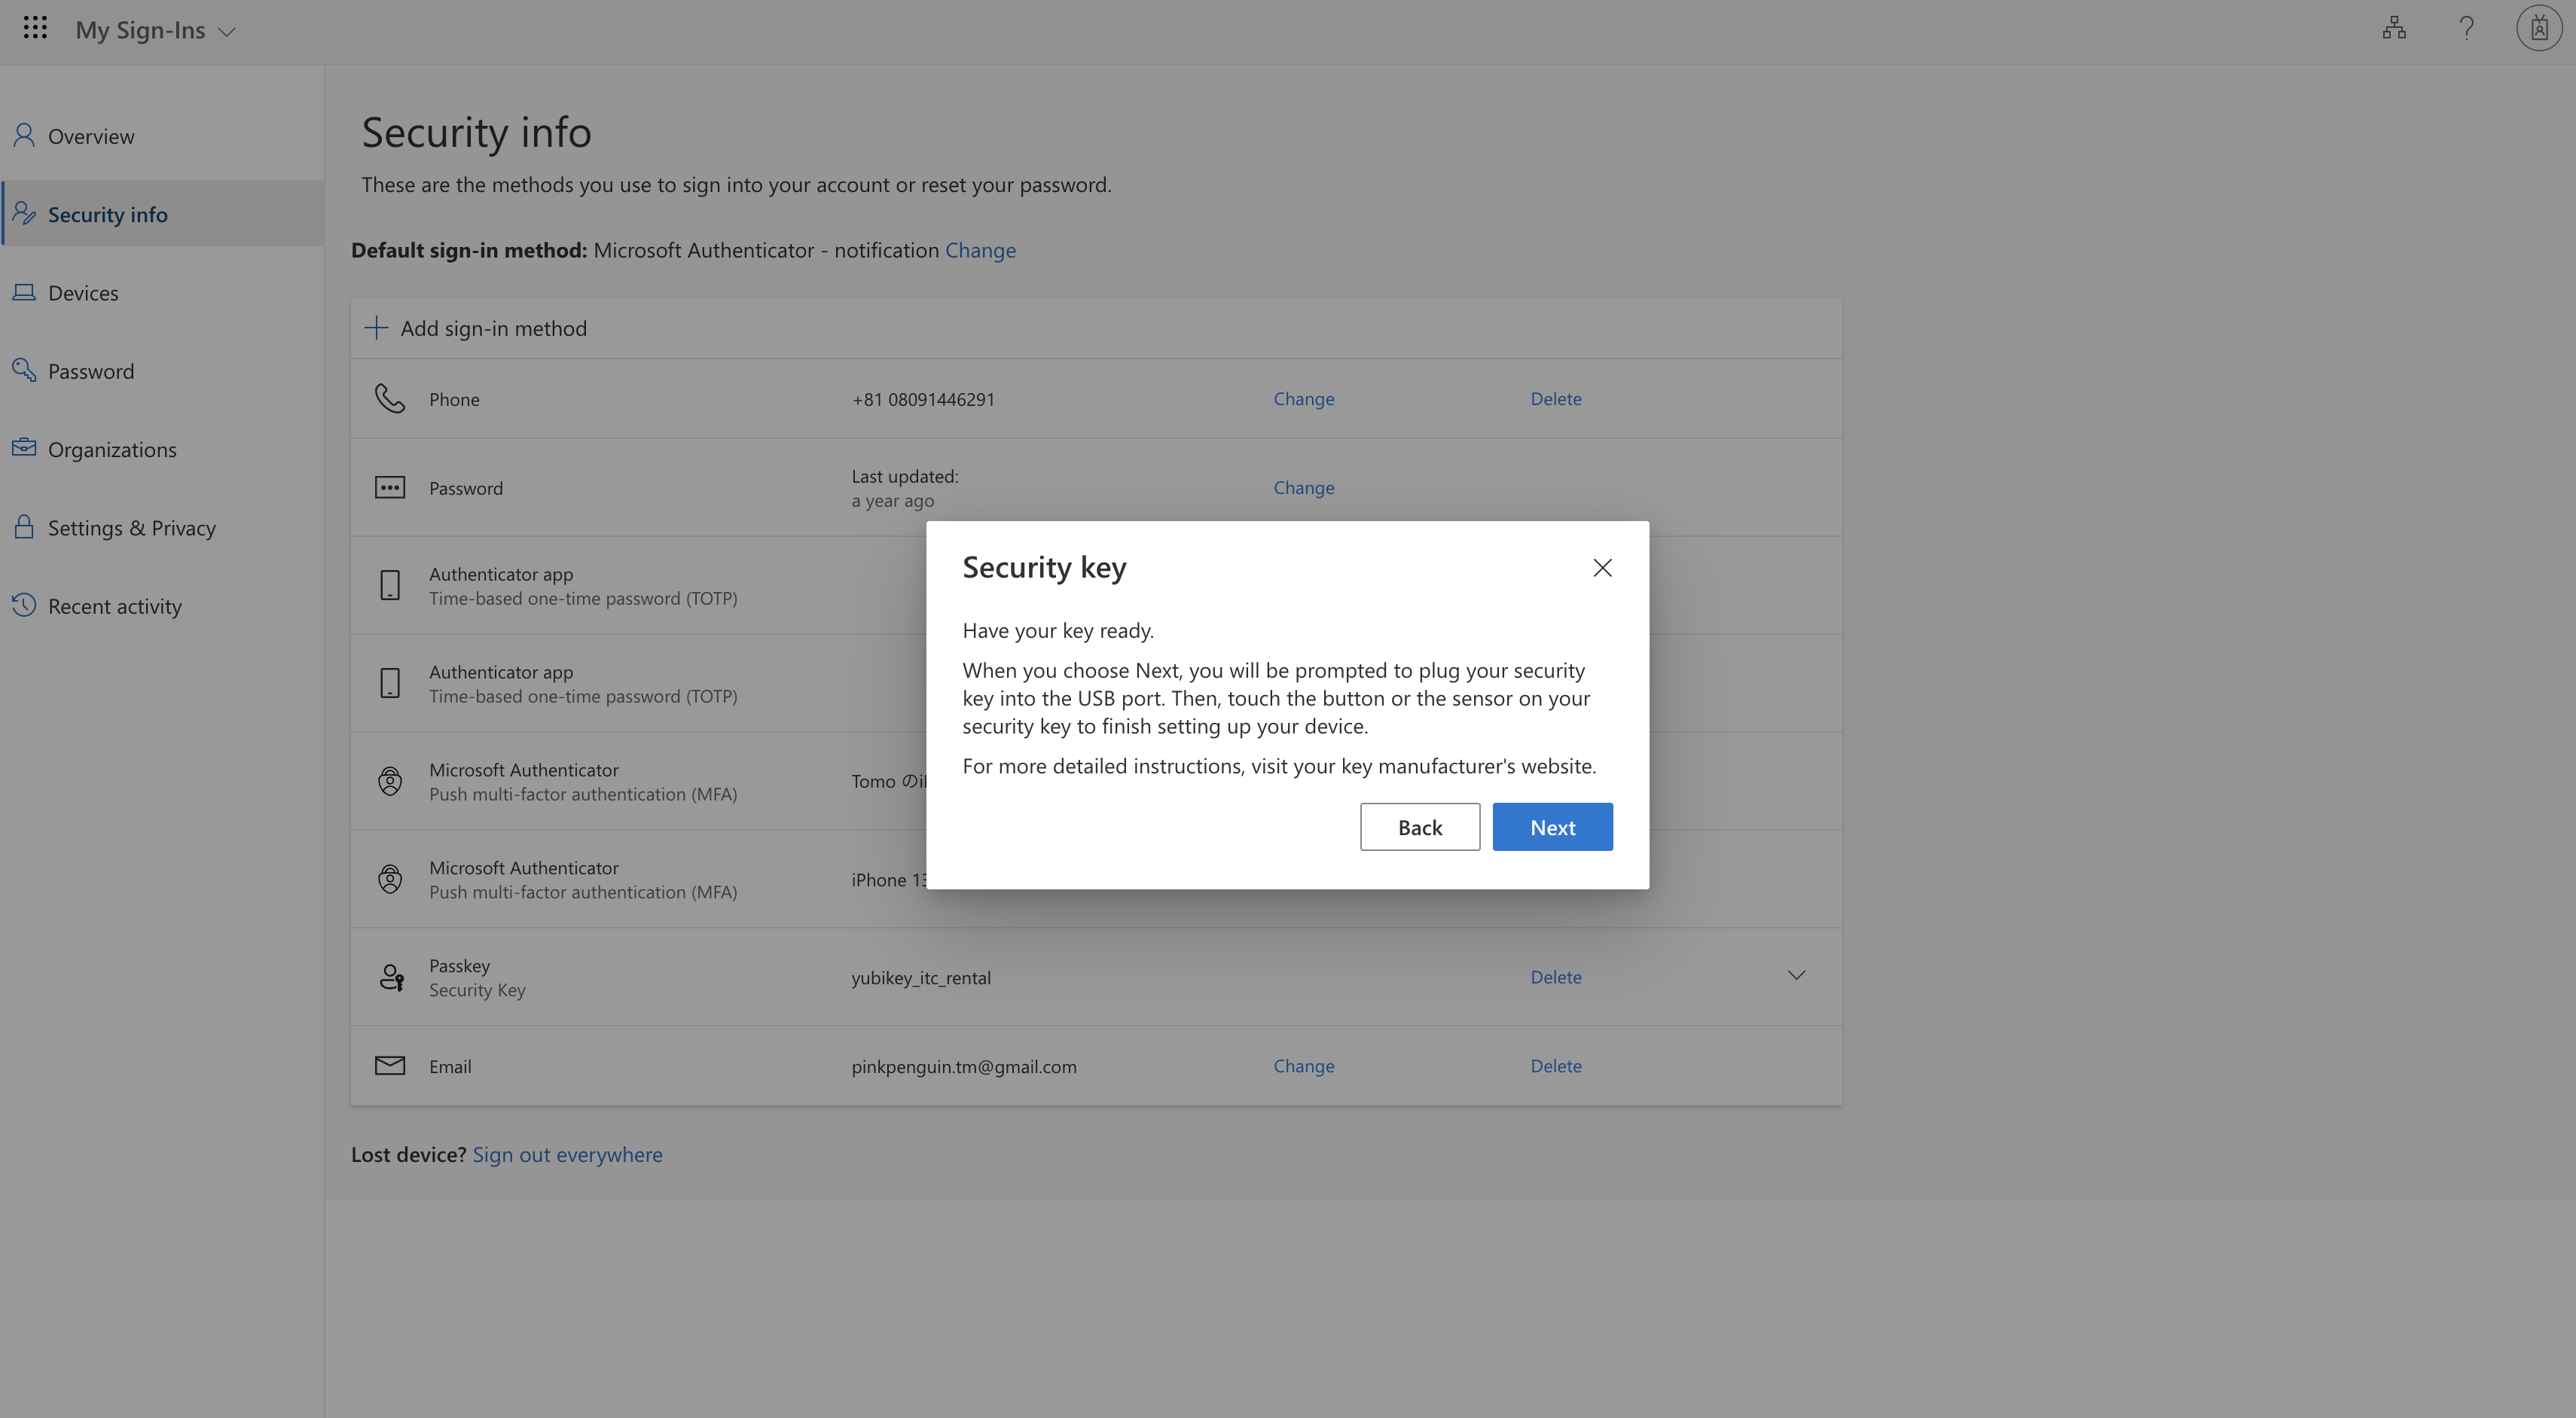 My Sign-Ins
Overview
Security info
Devices
Password
Organizations
Settings & Privacy
Recent activity
Security info
These are the methods you use to sign into your account or reset your password.
Default sign-in method: Microsoft Authenticator - notification Change
Add sign-in method
Phone +81 08091446291 Change Delete
Password Last updated: Change
a year ago
Authenticator app
Time-based one-time password (TOTP)
Authenticator app
Time-based one-time password (TOTP)
Microsoft Authenticator
Push multi-factor authentication (MFA)
Tomo の
Microsoft Authenticator
Push multi-factor authentication (MFA)
iPhone
Passkey
Security Key
yubikey_itc_rental Delete
Email pinkpenguin.tm@gmail.com Change Delete
Lost device? Sign out everywhere
Security key
Have your key ready.
When you choose Next, you will be prompted to plug your security
key into the USB port. Then, touch the button or the sensor on your
security key to finish setting up your device.
For more detailed instructions, visit your key manufacturer's website.
Back Next